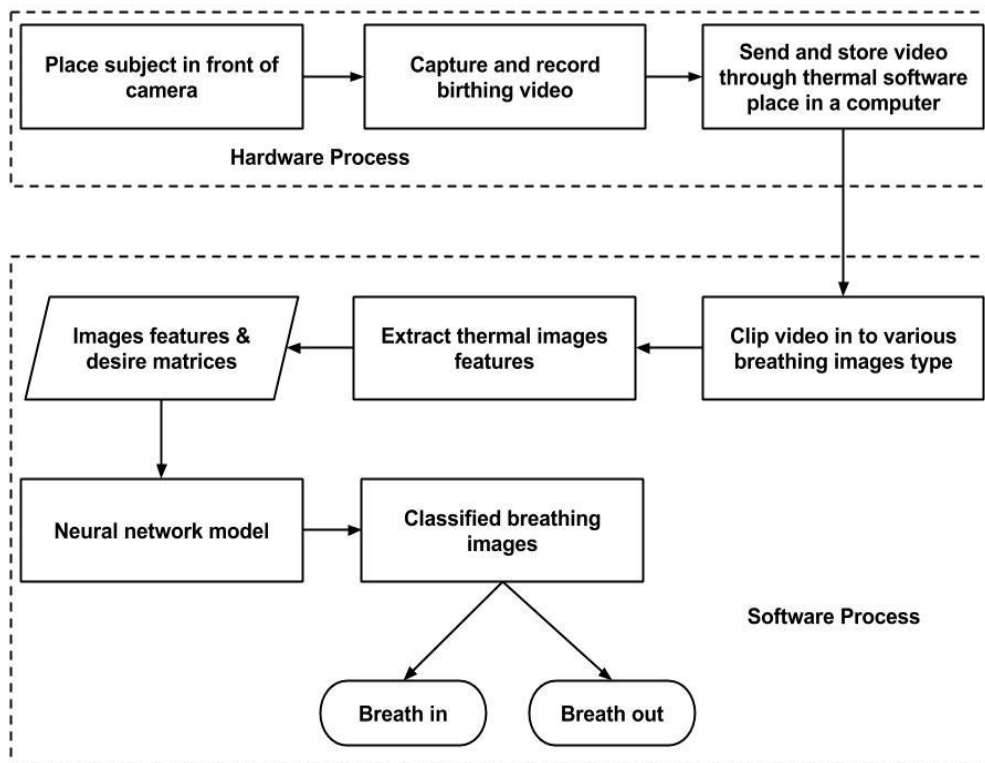 Place subject in front of
camera
Capture and record
birthing video
Send and store video
through thermal software
place in a computer
Hardware Process
Clip video in to various
breathing images type
Extract thermal images
features
Images features &
desire matrices
Neural network model
Classified breathing
images
Software Process
Breath in
Breath out